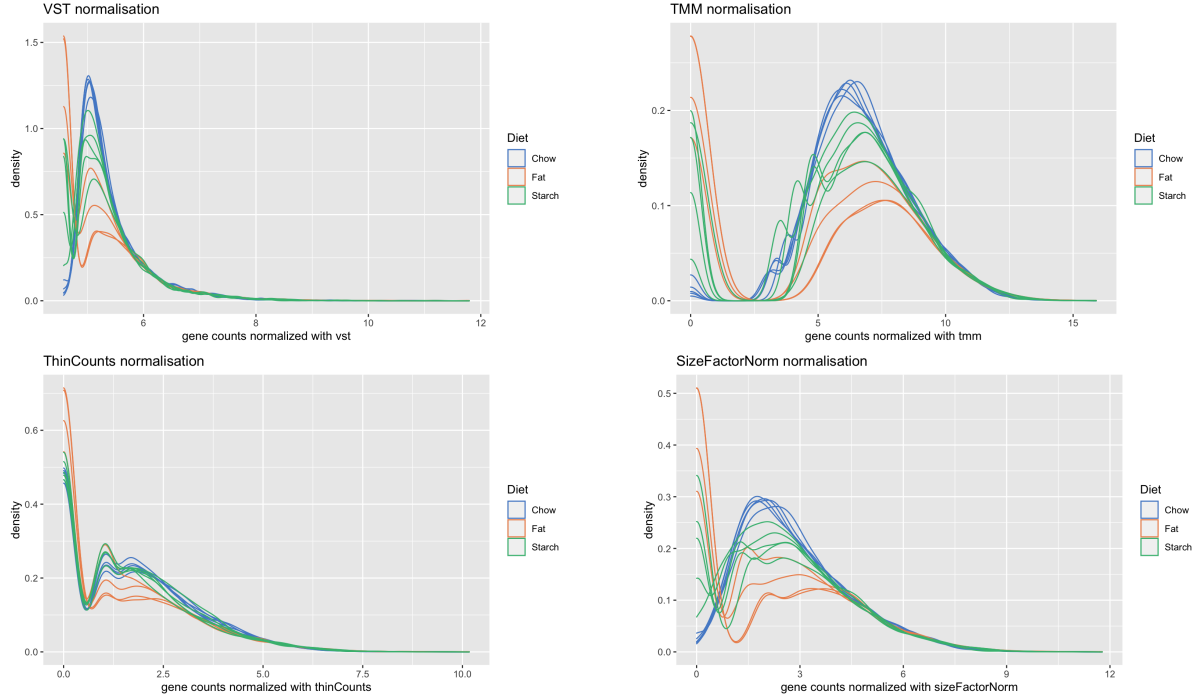 VST normalisation
1.5
1.0
0.5
0.0
density
6
8
10
12
gene counts normalized with vst
Diet
Chow
Fat
Starch
TMM normalisation
0.2
0.1
0.0
density
0
5
10
15
gene counts normalized with tmm
Diet
Chow
Fat
Starch
ThinCounts normalisation
0.6
0.4
0.2
0.0
density
0.0
2.5
5.0
7.5
10.0
gene counts normalized with thinCounts
Diet
Chow
Fat
Starch
SizeFactorNorm normalisation
0.5
0.4
0.3
0.2
0.1
0.0
density
0
3
6
9
12
gene counts normalized with sizeFactorNorm
Diet
Chow
Fat
Starch